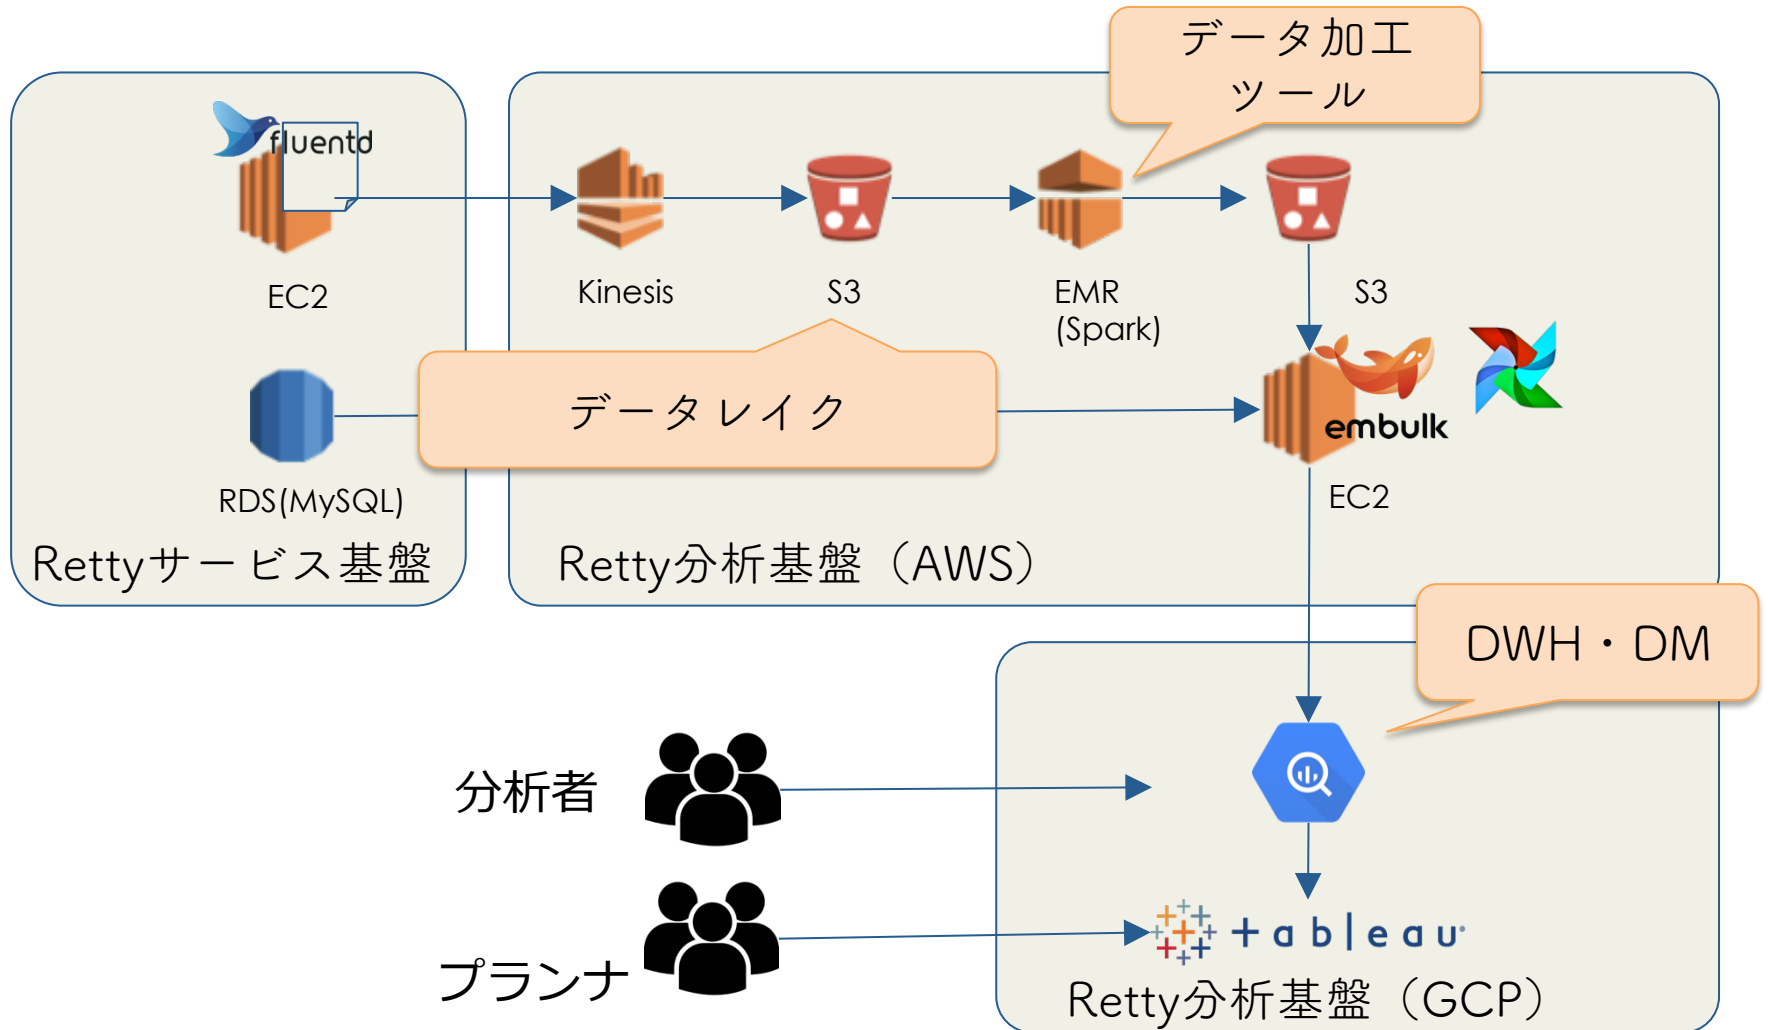 データ加工
ツール
fluentd
EC2
Kinesis
S3
EMR
(Spark)
S3
データレイク
embulk
EC2
RDS(MySQL)
Rettyサービス基盤
Retty分析基盤（AWS）
DWH・DM
分析者
プランナ
+ableau
Retty分析基盤（GCP）